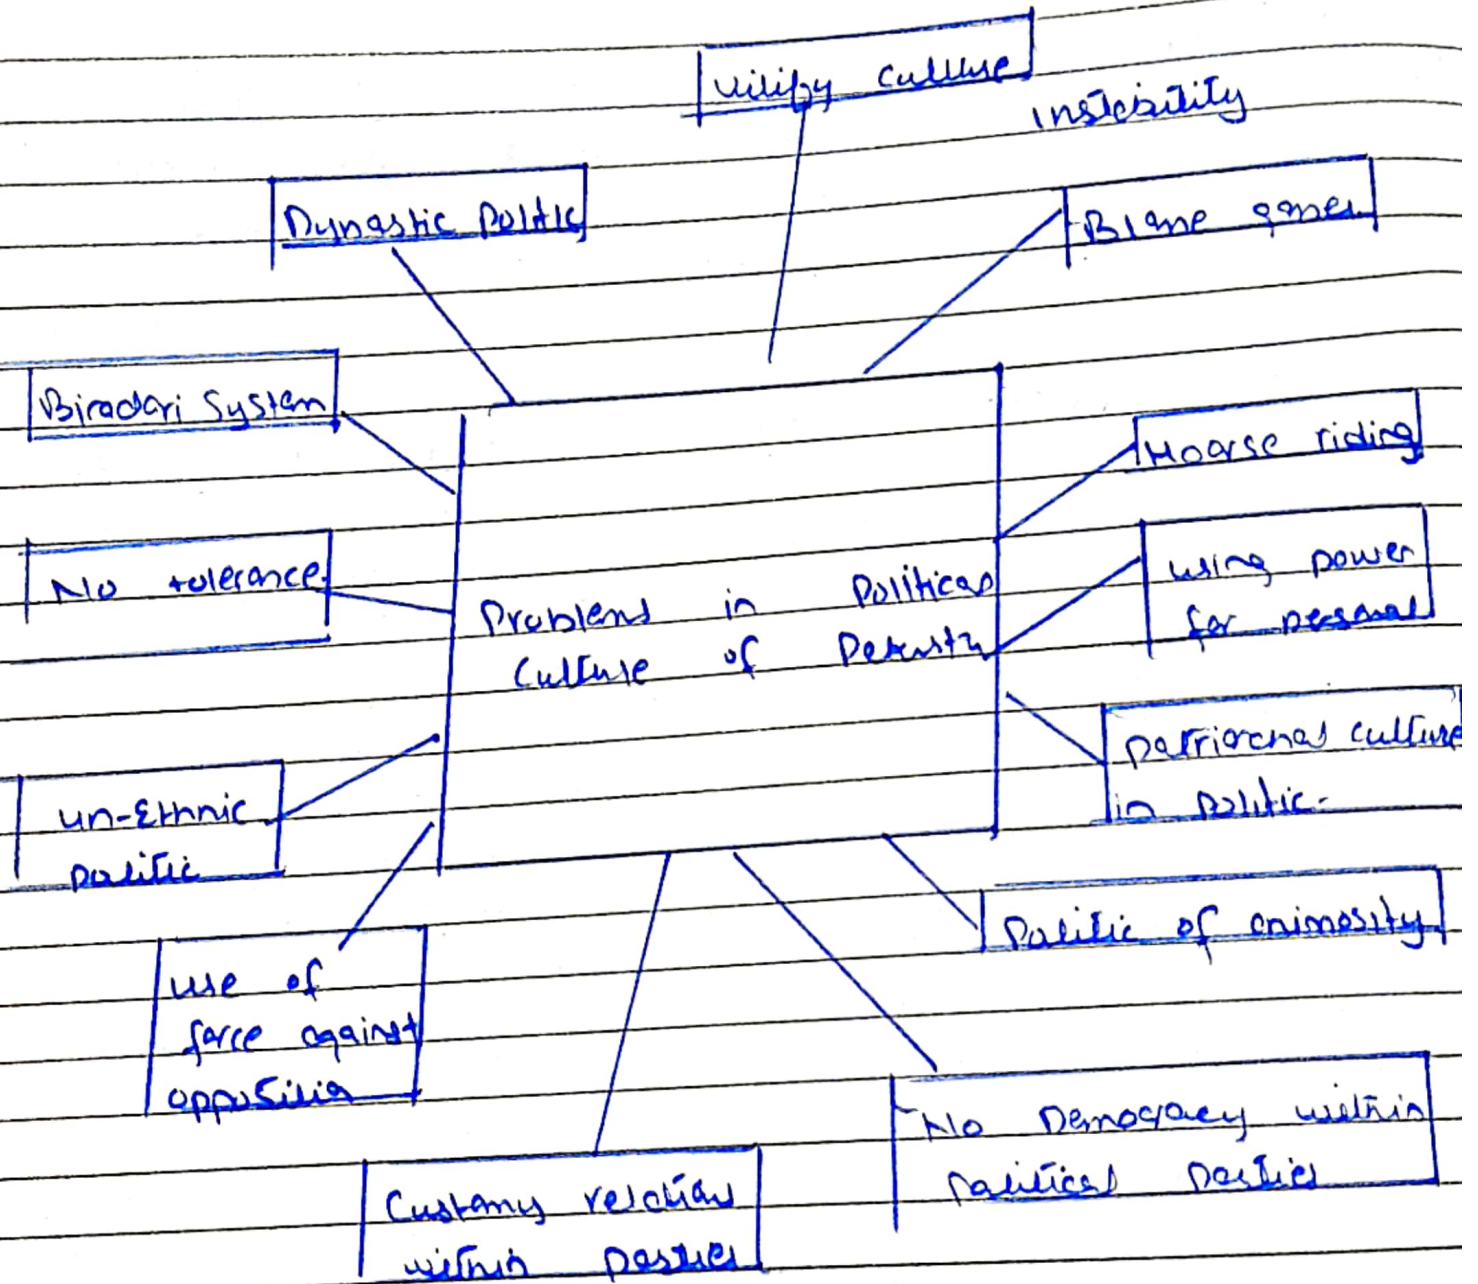 Vilify culture
instability
Dynastic Politic
Blame games
Biradari System
Hoarse riding
No tolerance
using power
for personal
Problems in Political
Culture of Pakistan
patriarchal culture
in politic.
un-Ethnic
politic
Politic of animosity
use of
force against
opposition
No Democracy within
political parties
relation
within parties